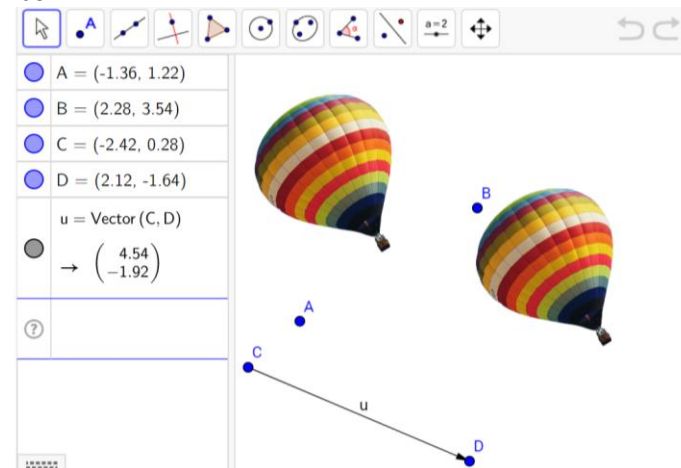 A
a=2
A = (-1.36, 1.22)
B = (2.28, 3.54)
C = (-2.42, 0.28)
D = (2.12, -1.64)
u = Vector (C, D)
→ ( 4.54
−1.92 )
?
B
A
C
u
D